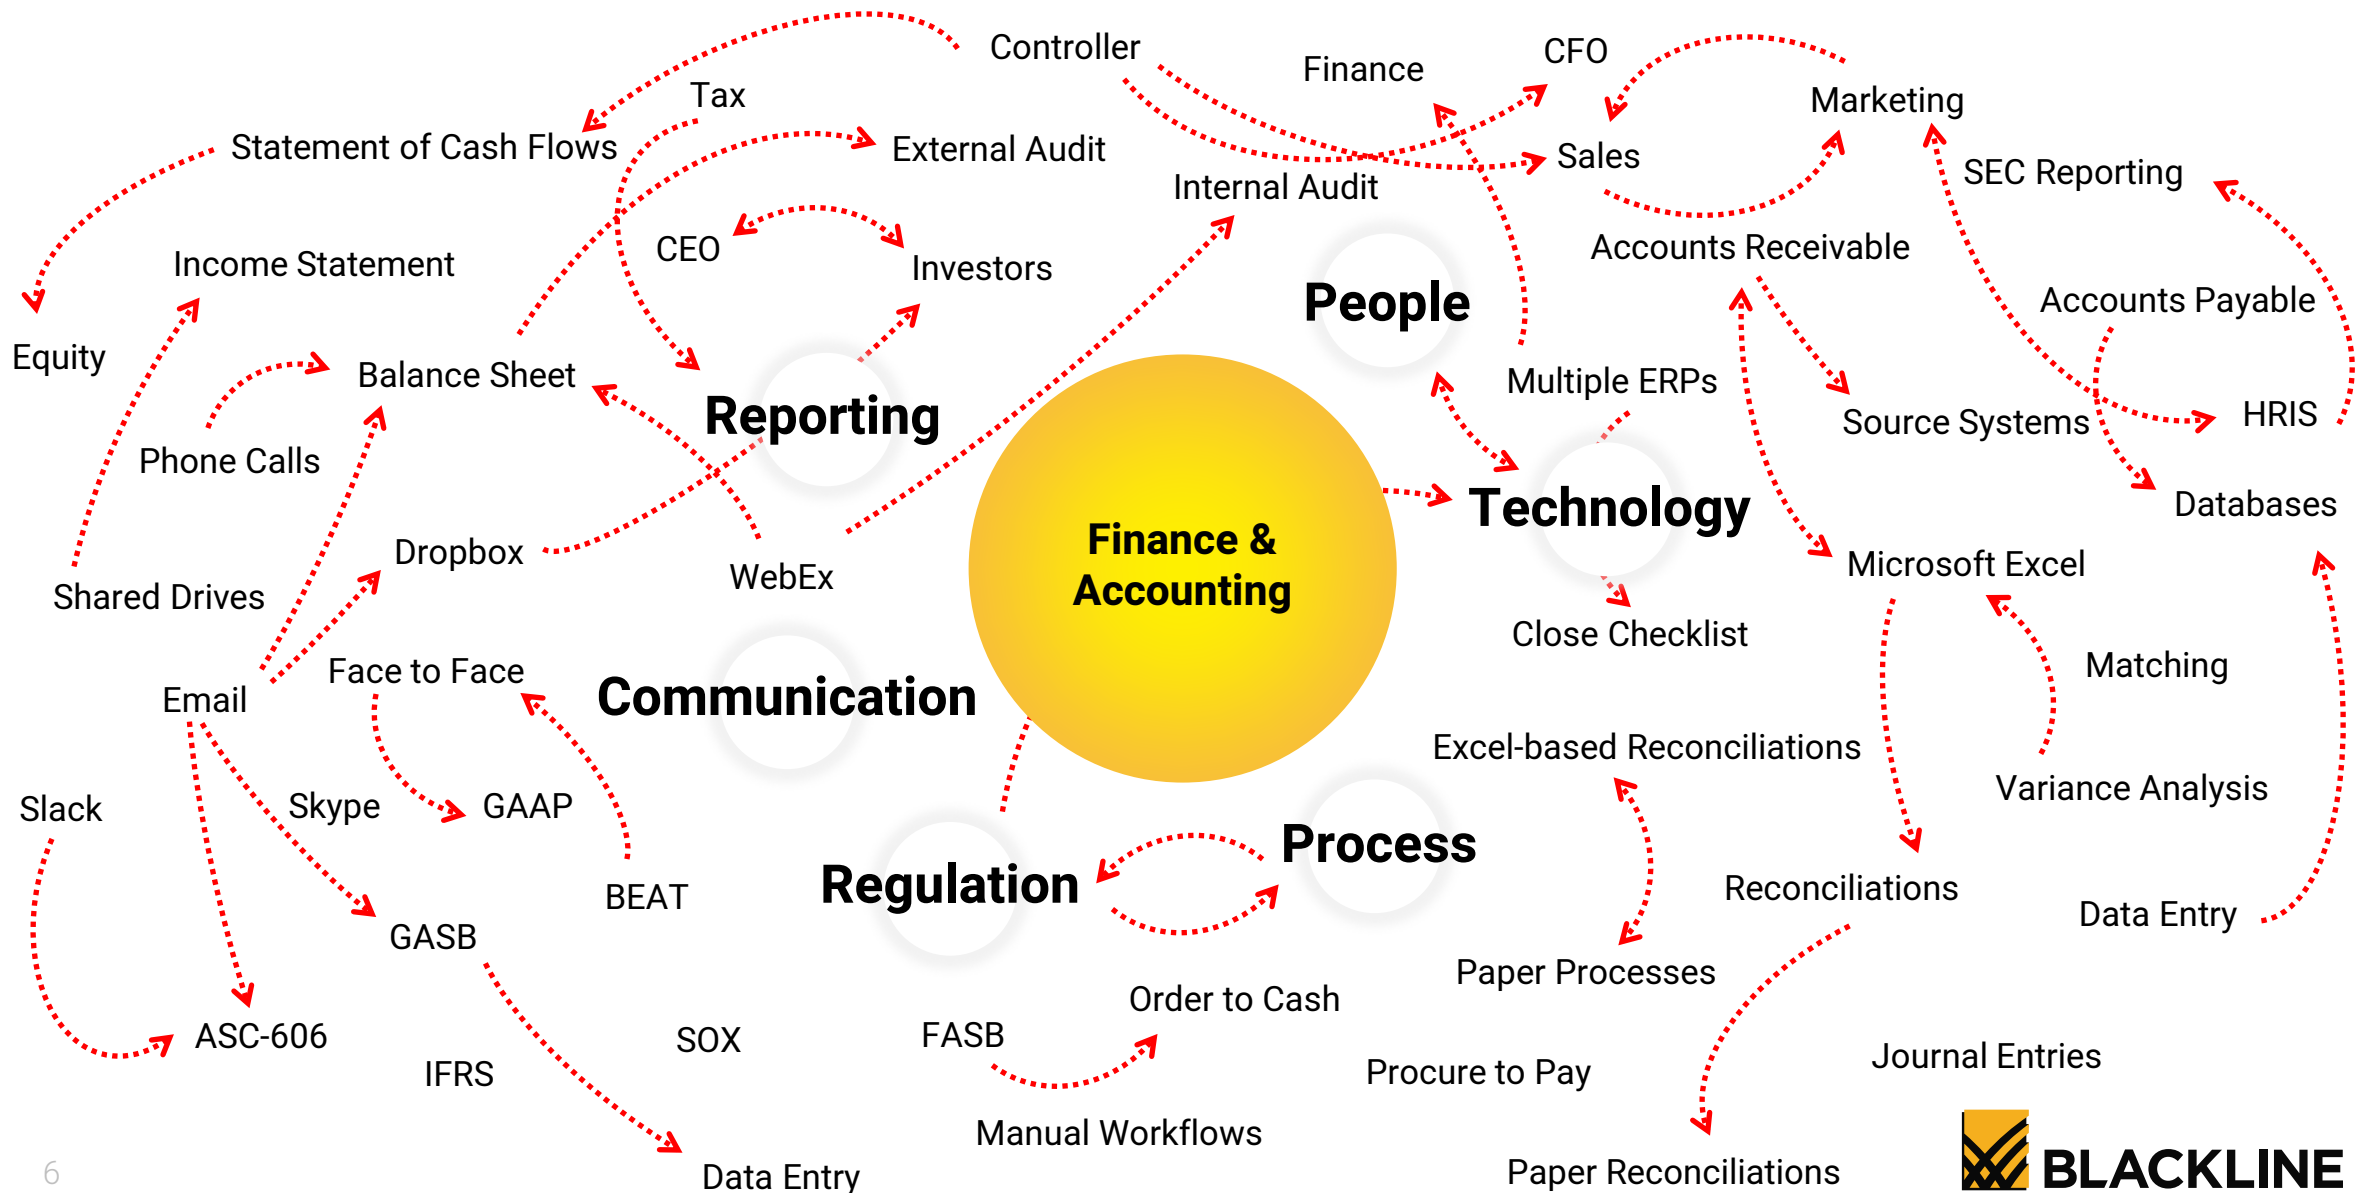 Controller
Finance
CFO
Tax
Marketing
Statement of Cash Flows
External Audit
Sales
SEC Reporting
Internal Audit
CEO
Income Statement
Investors
Accounts Receivable
People
Accounts Payable
Equity
Balance Sheet
Multiple ERPs
Reporting
Source Systems
HRIS
Phone Calls
Technology
Databases
Finance &
Accounting
Dropbox
WebEx
Microsoft Excel
Shared Drives
Close Checklist
Face to Face
Matching
Email
Communication
Excel-based Reconciliations
Variance Analysis
Slack
Skype
GAAP
Process
Regulation
Reconciliations
BEAT
Data Entry
GASB
Paper Processes
Order to Cash
ASC-606
SOX
FASB
IFRS
Procure to Pay
Journal Entries
Manual Workflows
Data Entry
Paper Reconciliations
BLACKLINE
6